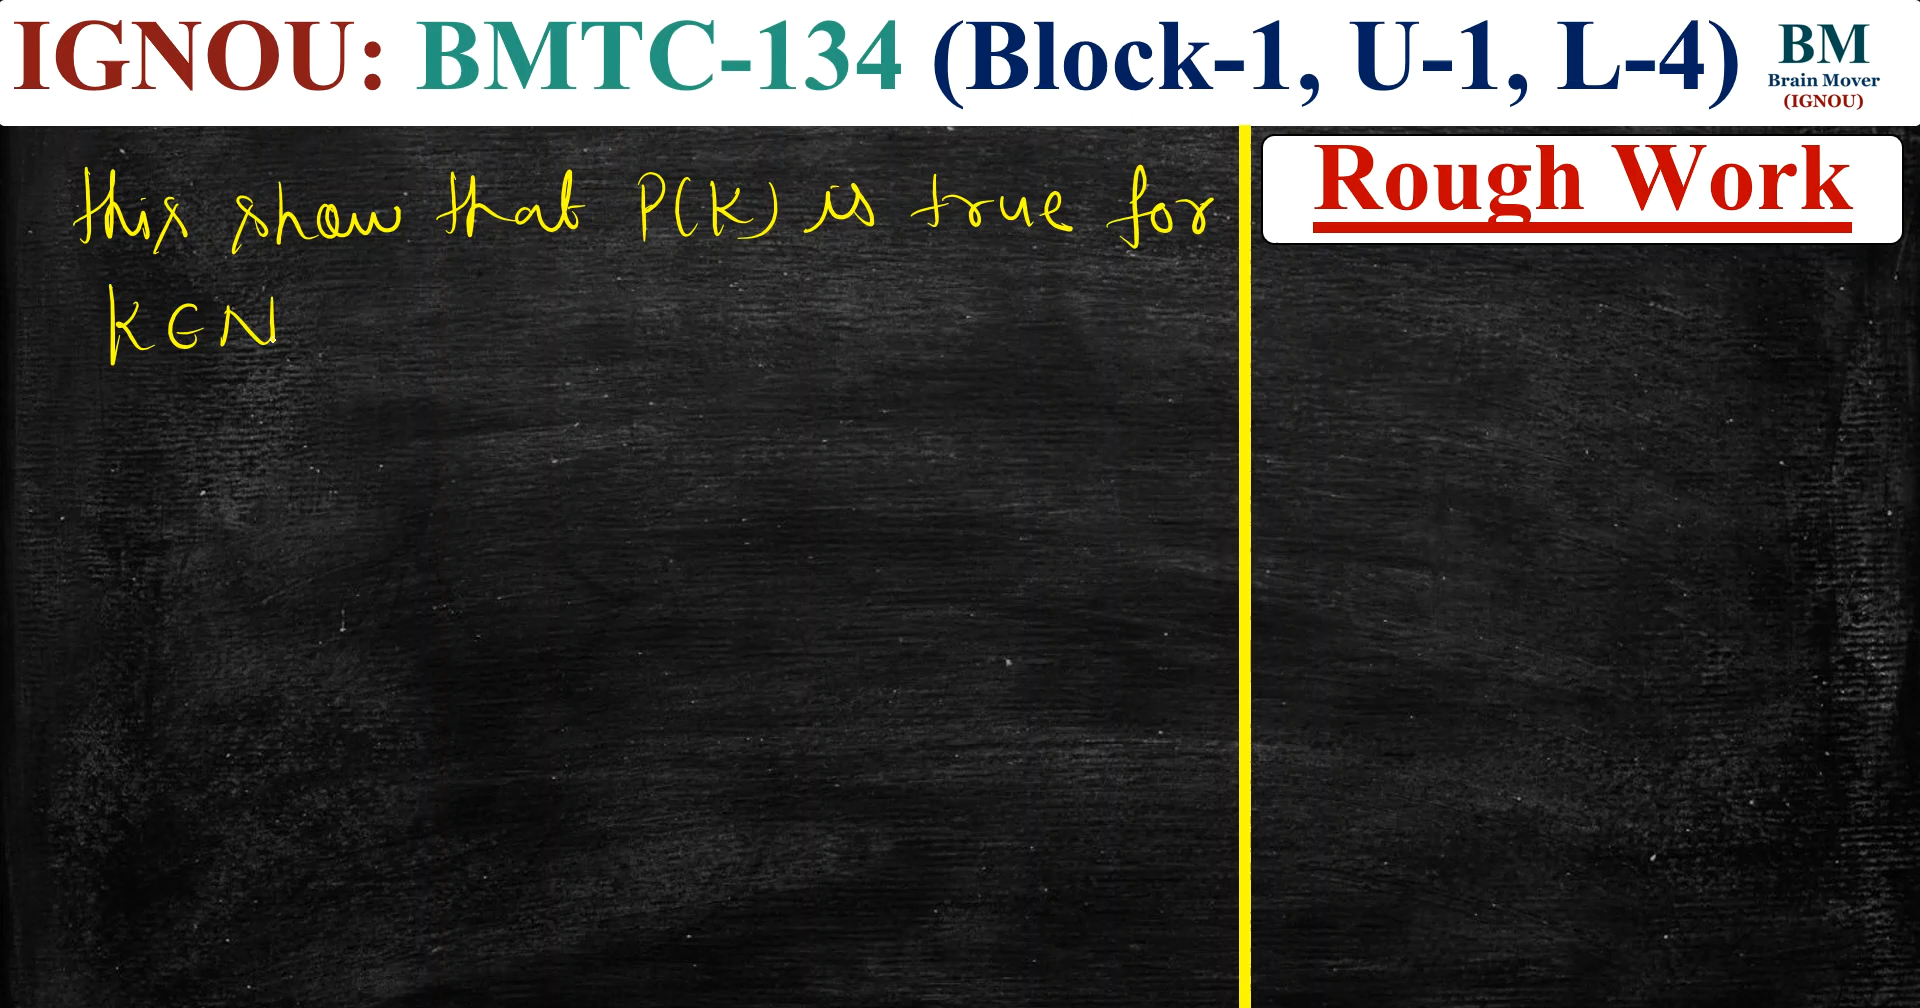 IGNOU: BMTC-134 (Block-1, U-1, L-4)
BM
Brain Mover
(IGNOU)
Rough Work
this show that P(K) is true for
K ∈ N